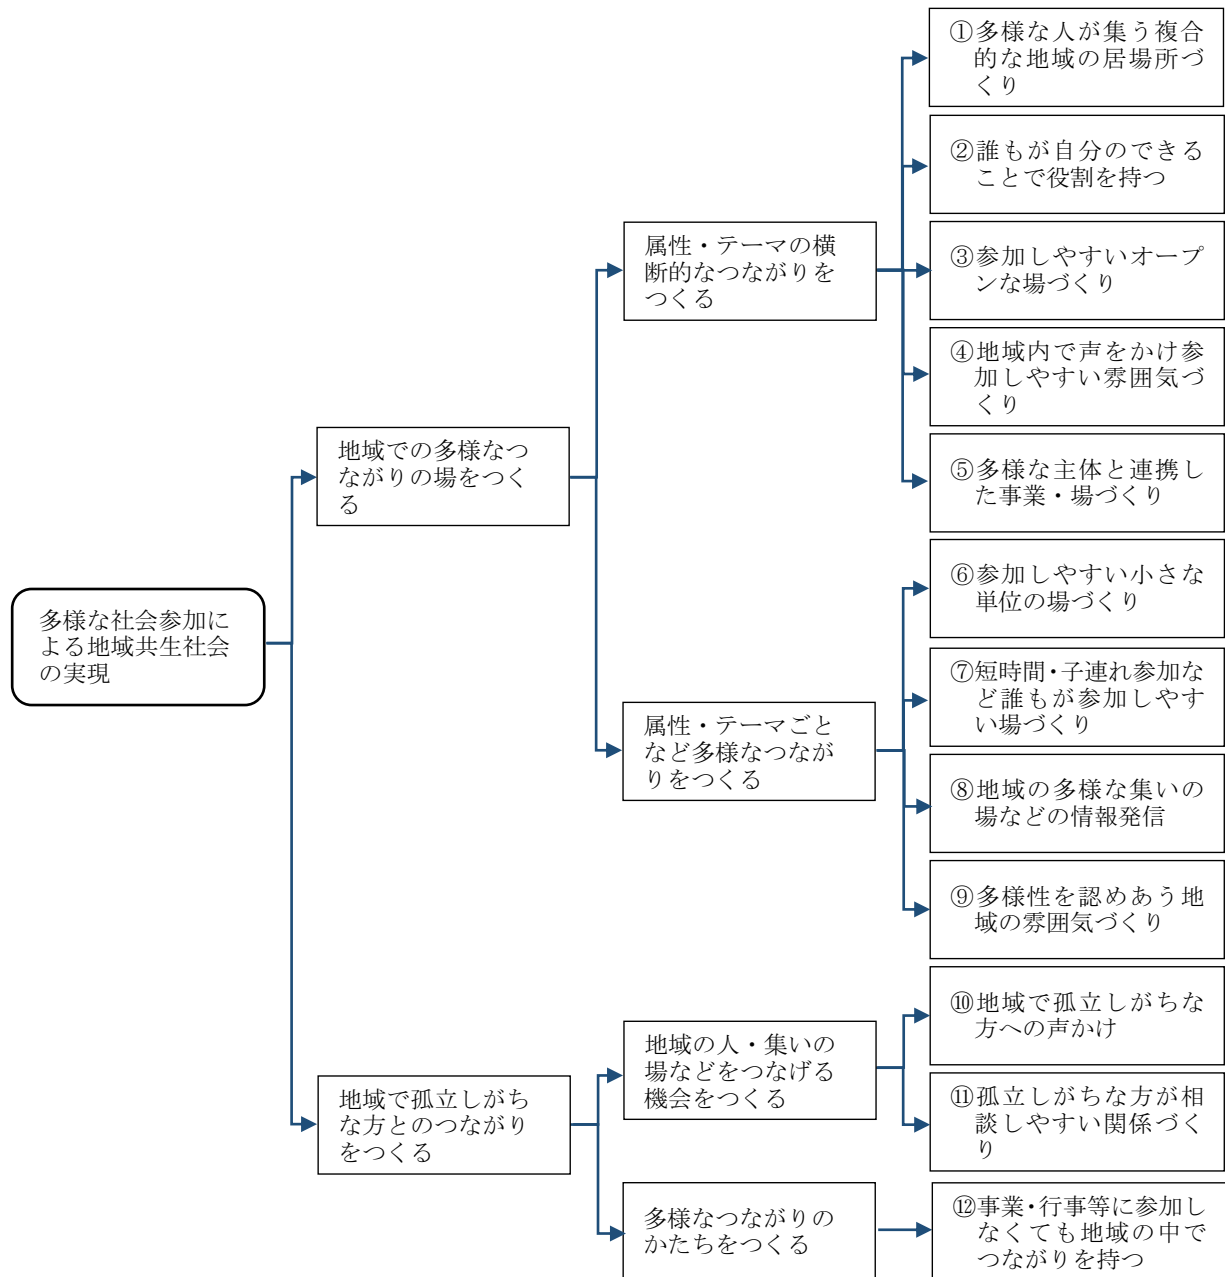 多様な社会参加に
よる地域共生社会
の実現
地域での多様なつ
ながりの場をつく
る
属性・テーマの横
断的なつながりを
つくる
①多様な人が集う複合
的な地域の居場所づ
くり
②誰もが自分のできる
ことで役割を持つ
③参加しやすいオープ
ンな場づくり
④地域内で声をかけ参
加しやすい雰囲気づ
くり
⑤多様な主体と連携し
た事業・場づくり
属性・テーマごと
など多様なつなが
りをつくる
⑥参加しやすい小さな
単位の場づくり
⑦短時間・子連れ参加な
ど誰もが参加しやす
い場づくり
⑧地域の多様な集いの
場などの情報発信
⑨多様性を認めあう地
域の雰囲気づくり
地域で孤立しがち
な方とのつながり
をつくる
地域の人・集いの
場などをつなげる
機会をつくる
⑩地域で孤立しがちな
方への声かけ
⑪孤立しがちな方が相
談しやすい関係づく
り
多様なつながりの
かたちをつくる
⑫事業・行事等に参加し
なくても地域の中で
つながりを持つ